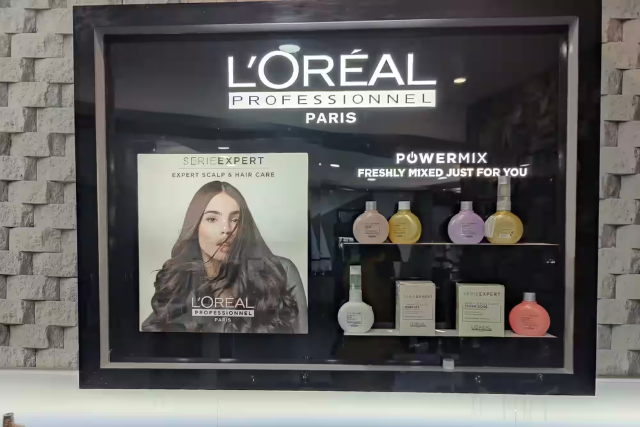 L'ORÉAL
PROFESSIONNEL
PARIS
SERIE EXPERT
EXPERT SCALP & HAIR CARE
L'ORÉAL
PROFESSIONNEL
PARIS
POWERMIX
FRESHLY MIXED JUST FOR YOU
SERIE EXPERT
SERIE EXPERT